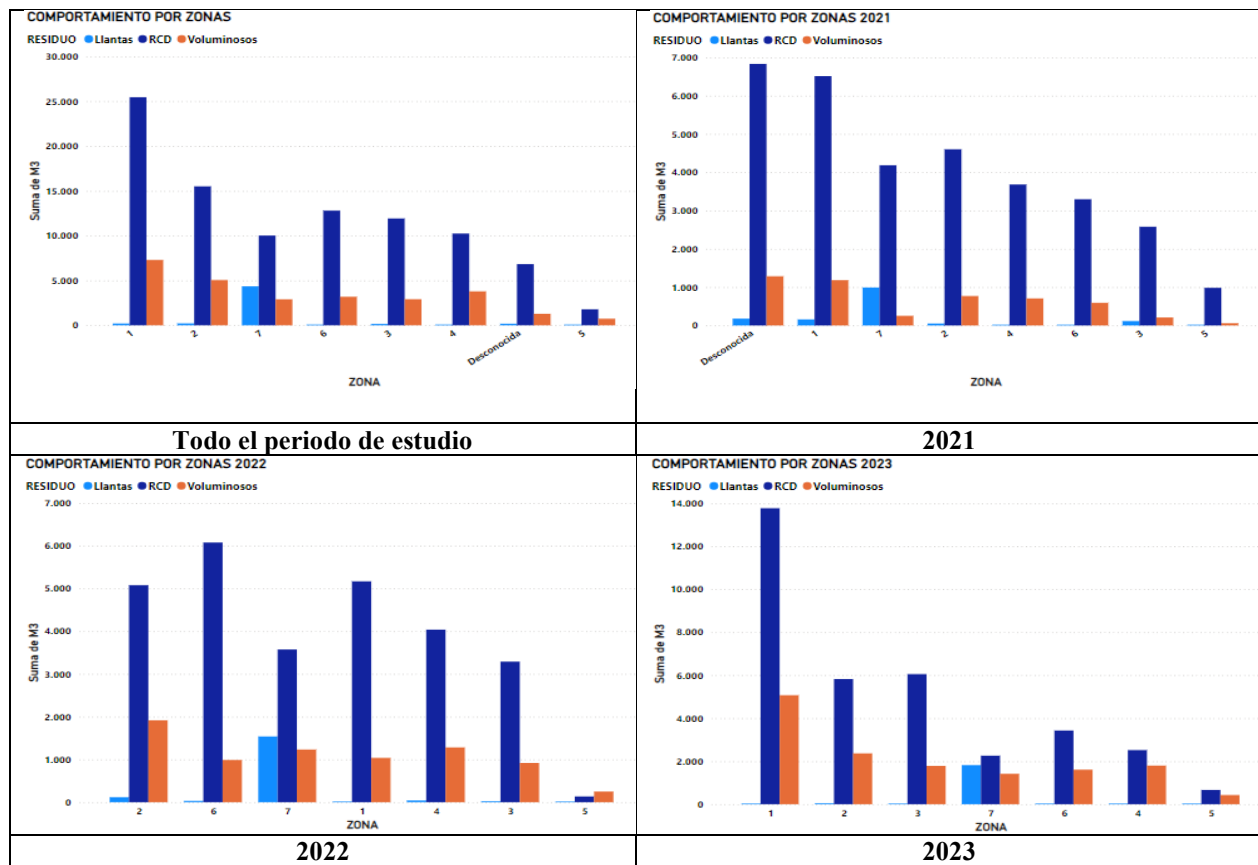 COMPORTAMIENTO POR ZONAS
RESIDUO Llantas RCD Voluminosos
30.000
25.000
20.000
15.000
10.000
5.000
0
Suma de M3
1 2 7 6 3 4 Desconocida 5
ZONA
Todo el periodo de estudio
COMPORTAMIENTO POR ZONAS 2021
RESIDUO Llantas RCD Voluminosos
7.000
6.000
5.000
4.000
3.000
2.000
1.000
0
Suma de M3
Desconocida 1 7 2 4 6 3 5
ZONA
2021
COMPORTAMIENTO POR ZONAS 2022
RESIDUO Llantas RCD Voluminosos
7.000
6.000
5.000
4.000
3.000
2.000
1.000
0
Suma de M3
2 6 7 1 4 3 5
ZONA
2022
COMPORTAMIENTO POR ZONAS 2023
RESIDUO Llantas RCD Voluminosos
14.000
12.000
10.000
8.000
6.000
4.000
2.000
0
Suma de M3
1 2 3 7 6 4 5
ZONA
2023